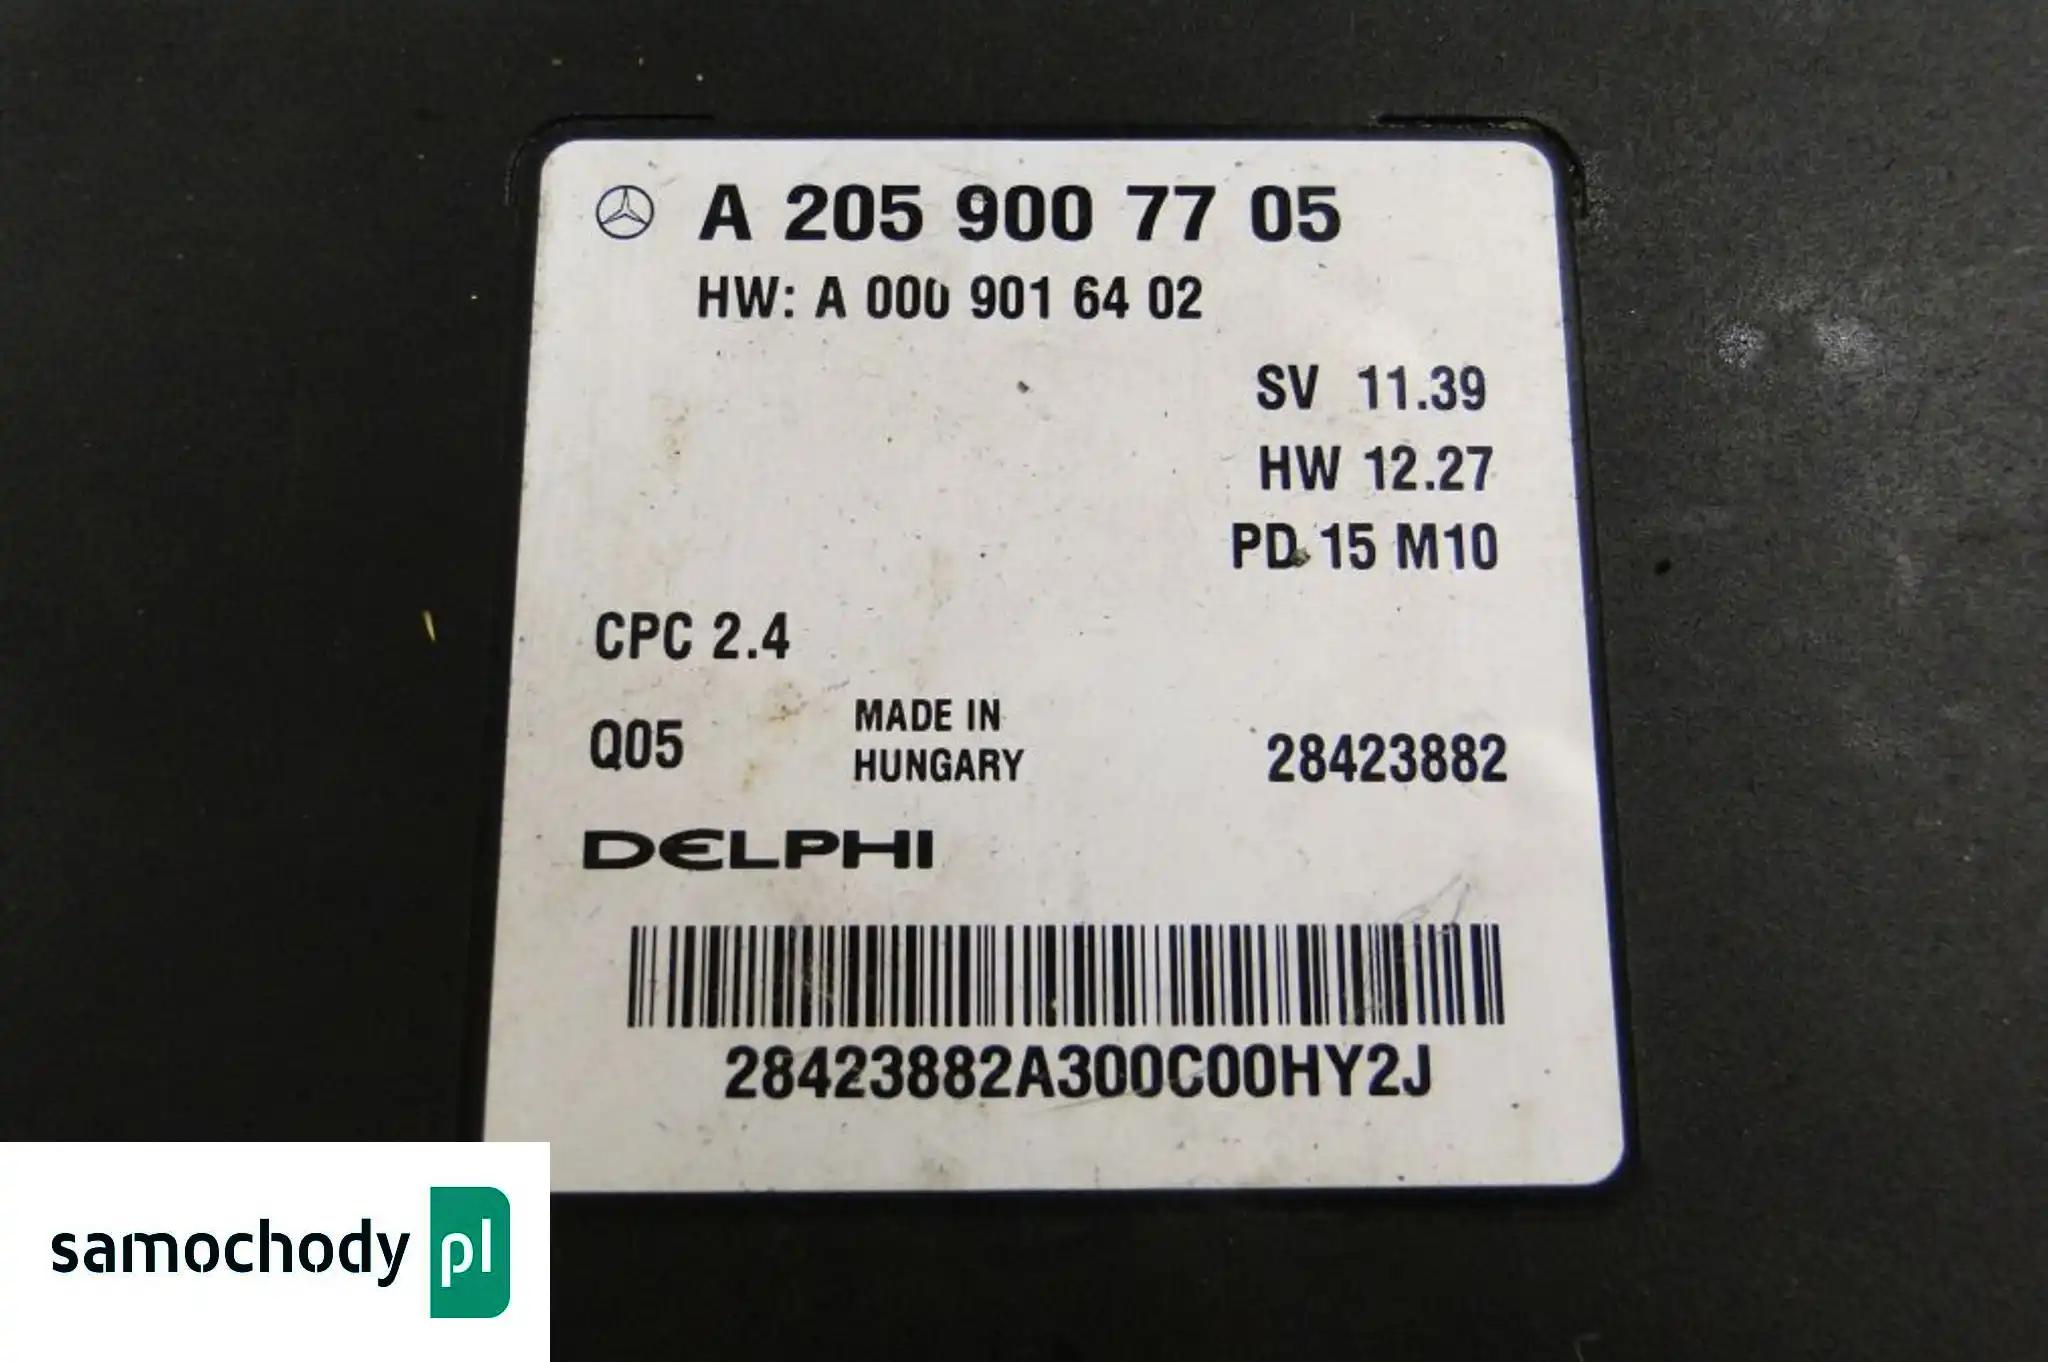 A 205 900 77 05
HW: A 000 901 64 02
SV 11.39
HW 12.27
PD 15 M10
CPC 2.4
Q05
MADE IN
HUNGARY
28423882
DELPHI
28423882A300C00HY2J
samochody pl